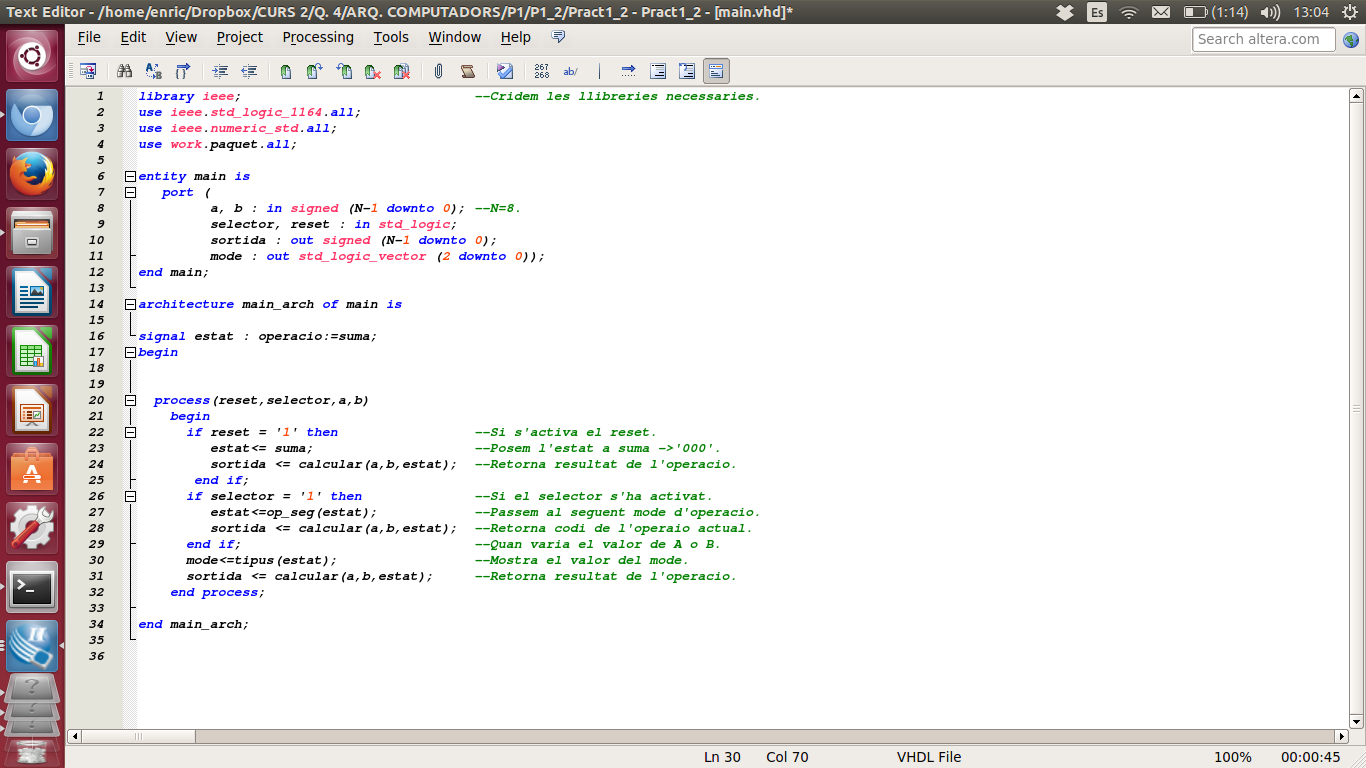 Text Editor - /home/enric/Dropbox/CURS 2/Q. 4/ARQ. COMPUTADORS/P1/P1_2/Pract1_2 - Pract1_2 - [main.vhd]* Es (1:14) 13:04
File Edit View Project Processing Tools Window Help Search altera.com
267 268 ab/
1 library ieee; --Cridem les llibreries necessaries.
2 use ieee.std_logic_1164.all;
3 use ieee.numeric_std.all;
4 use work.paquet.all;
5
6 entity main is
7 port (
8 a, b : in signed (N-1 downto 0); --N=8.
9 selector, reset : in std_logic;
10 sortida : out signed (N-1 downto 0);
11 mode : out std_logic_vector (2 downto 0));
12 end main;
13
14 architecture main_arch of main is
15
16 signal estat : operacio:=suma;
17 begin
18
19
20 process(reset,selector,a,b)
21 begin
22 if reset = '1' then --Si s'activa el reset.
23 estat<= suma; --Posem l'estat a suma ->'000'.
24 sortida <= calcular(a,b,estat); --Retorna resultat de l'operacio.
25 end if;
26 if selector = '1' then --Si el selector s'ha activat.
27 estat<=op_seg(estat); --Passem al seguent mode d'operacio.
28 sortida <= calcular(a,b,estat); --Retorna codi de l'operaio actual.
29 end if; --Quan varia el valor de A o B.
30 mode<=tipus(estat); --Mostra el valor del mode.
31 sortida <= calcular(a,b,estat); --Retorna resultat de l'operacio.
32 end process;
33
34 end main_arch;
35
36
Ln 30 Col 70 VHDL File 100% 00:00:45